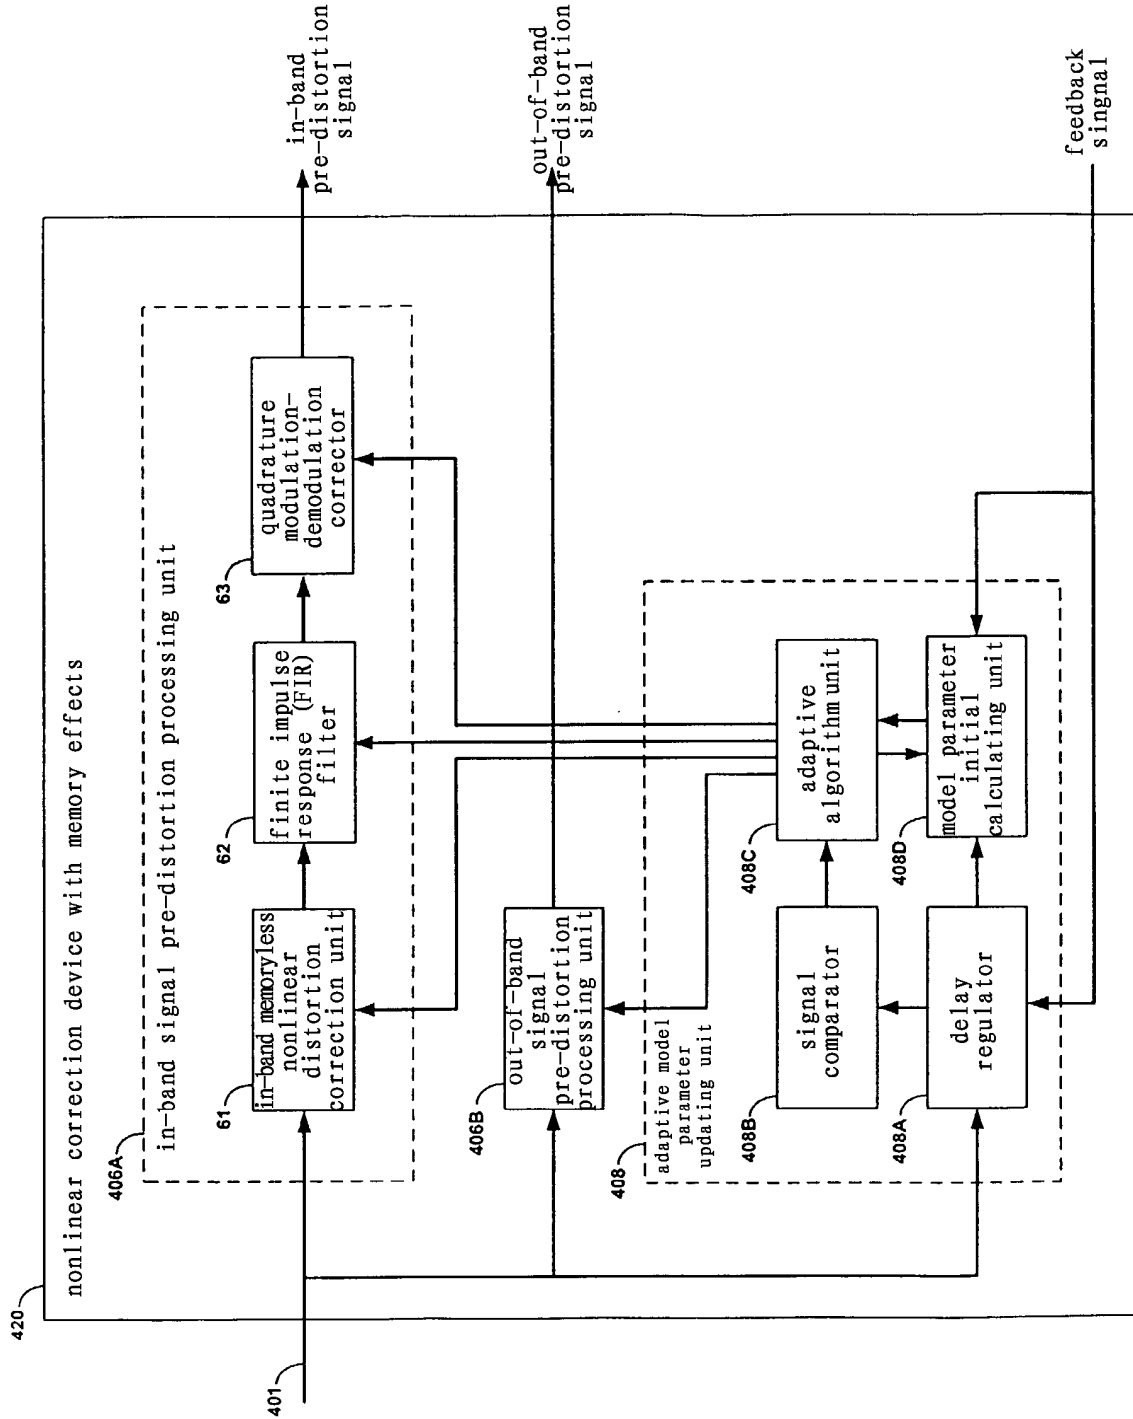 420
nonlinear correction device with memory effects
406A
in-band signal pre-distortion processing unit
401
61
in-band memoryless
nonlinear
distortion
correction unit
62
finite impulse
response (FIR)
filter
63
quadrature
modulation-
demodulation
corrector
in-band
pre-distortion
signal
406B
out-of-band
signal
pre-distortion
processing unit
out-of-band
pre-distortion
signal
408
adaptive model
parameter
updating unit
408B
signal
comparator
408C
adaptive
algorithm unit
408A
delay
regulator
408D
model parameter
initial
calculating unit
feedback
singnal